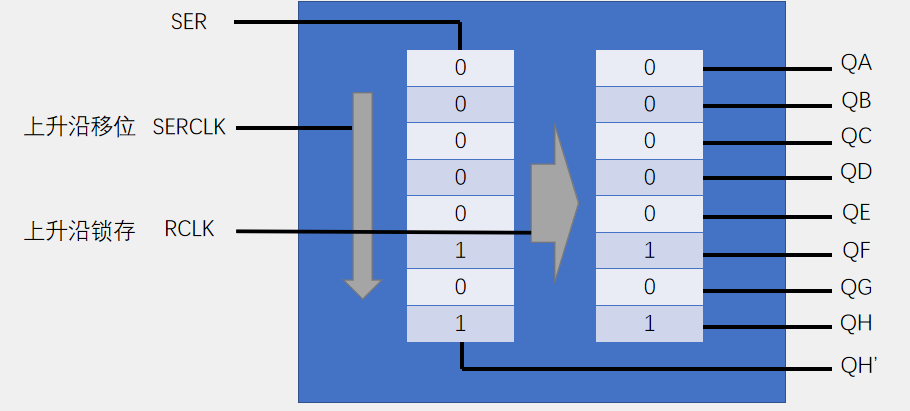 SER
上升沿移位 SERCLK
上升沿锁存 RCLK
0 0 QA
0 0 QB
0 0 QC
0 0 QD
0 0 QE
1 1 QF
0 0 QG
1 1 QH
QH’